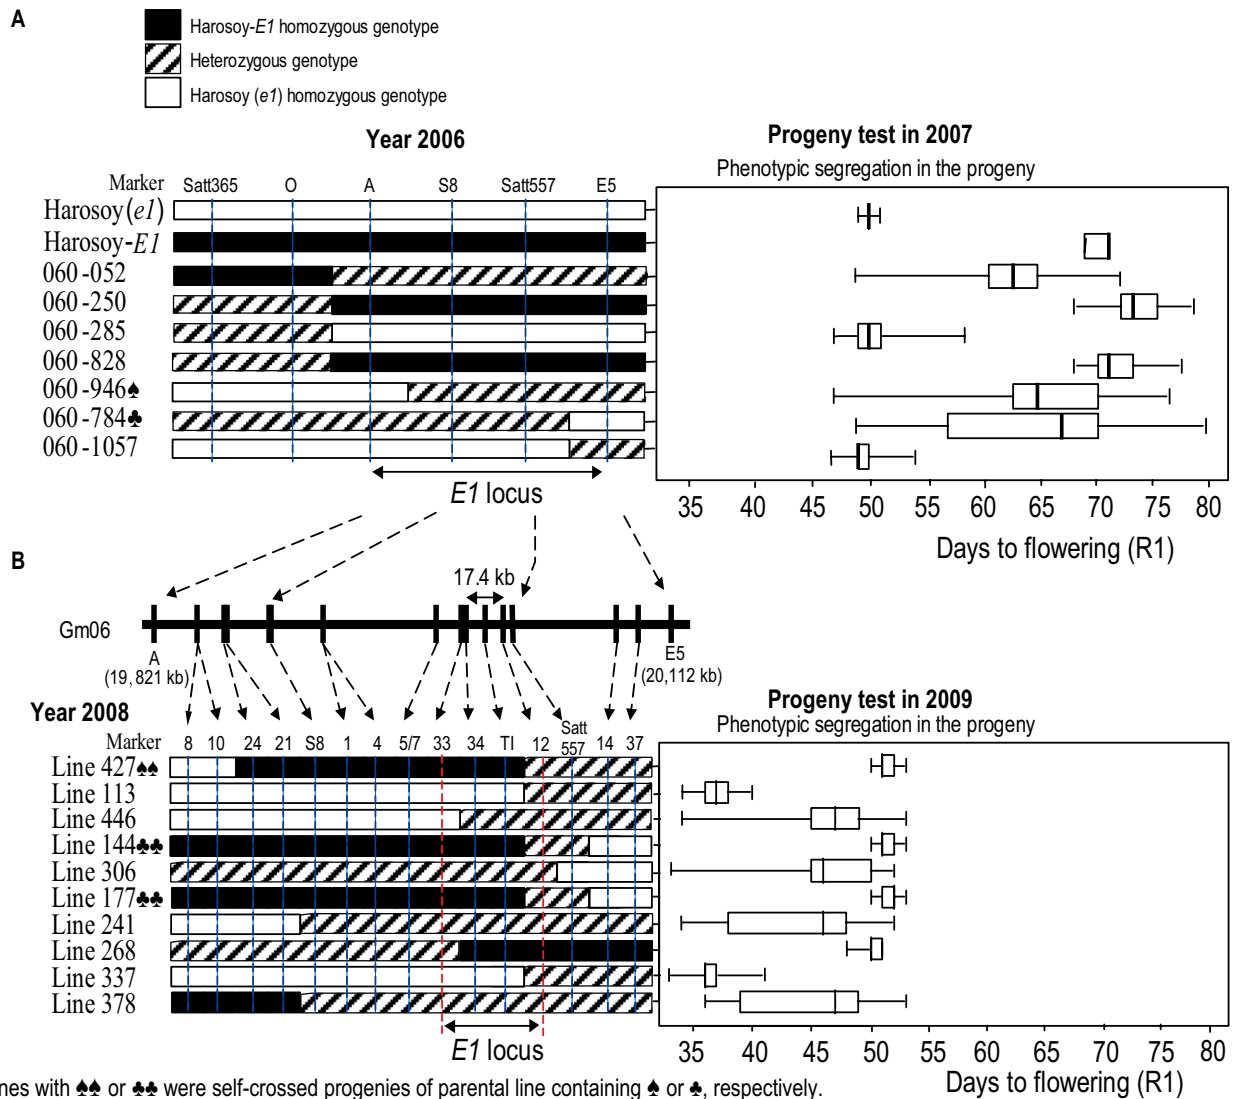 A
Harosoy-E1 homozygous genotype
Heterozygous genotype
Harosoy (e1) homozygous genotype
Year 2006
Progeny test in 2007
Phenotypic segregation in the progeny
Marker Satt365 O A S8 Satt557 E5
Harosoy(e1)
Harosoy-E1
060-052
060-250
060-285
060-828
060-946♠
060-784♣
060-1057
E1 locus
35 40 45 50 55 60 65 70 75 80
Days to flowering (R1)
B
17.4 kb
Gm06
A
(19,821 kb)
E5
(20,112 kb)
Year 2008
Progeny test in 2009
Phenotypic segregation in the progeny
Marker 8 10 24 21 S8 1 4 5/7 33 34 TI 12 Satt 557 14 37
Line 427♠♠
Line 113
Line 446
Line 144♣♣
Line 306
Line 177♣♣
Line 241
Line 268
Line 337
Line 378
E1 locus
35 40 45 50 55 60 65 70 75 80
Days to flowering (R1)
nes with ♠♠ or ♣♣ were self-crossed progenies of parental line containing ♠ or ♣, respectively.